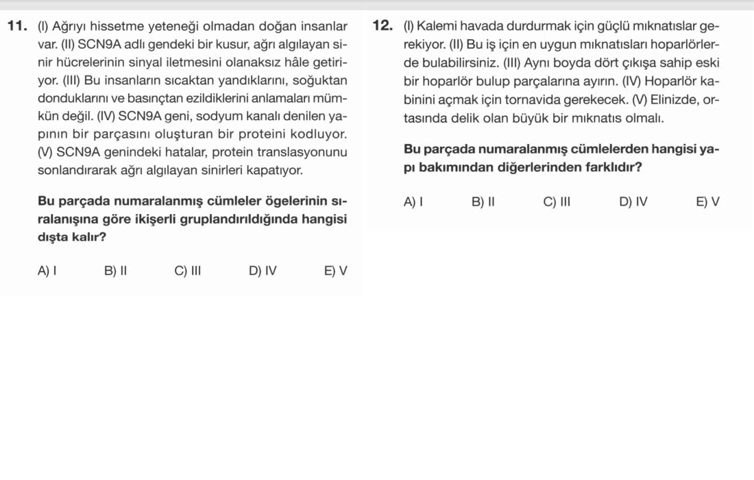 11. (I) Ağrıyı hissetme yeteneği olmadan doğan insanlar
var. (II) SCN9A adlı gendeki bir kusur, ağrı algılayan si-
nir hücrelerinin sinyal iletmesini olanaksız hâle getiri-
yor. (III) Bu insanların sıcaktan yandıklarını, soğuktan
donduklarını ve basınçtan ezildiklerini anlamaları müm-
kün değil. (IV) SCN9A geni, sodyum kanalı denilen ya-
pının bir parçasını oluşturan bir proteini kodluyor.
(V) SCN9A genindeki hatalar, protein translasyonunu
sonlandırarak ağrı algılayan sinirleri kapatıyor.
Bu parçada numaralanmış cümleler ögelerinin sı-
ralanışına göre ikişerli gruplandırıldığında hangisi
dışta kalır?
A) I B) II C) III D) IV E) V
12. (I) Kalemi havada durdurmak için güçlü mıknatıslar ge-
rekiyor. (II) Bu iş için en uygun mıknatısları hoparlörler-
de bulabilirsiniz. (III) Aynı boyda dört çıkışa sahip eski
bir hoparlör bulup parçalarına ayırın. (IV) Hoparlör ka-
binini açmak için tornavida gerekecek. (V) Elinizde, or-
tasında delik olan büyük bir mıknatıs olmalı.
Bu parçada numaralanmış cümlelerden hangisi ya-
pı bakımından diğerlerinden farklıdır?
A) I B) II C) III D) IV E) V